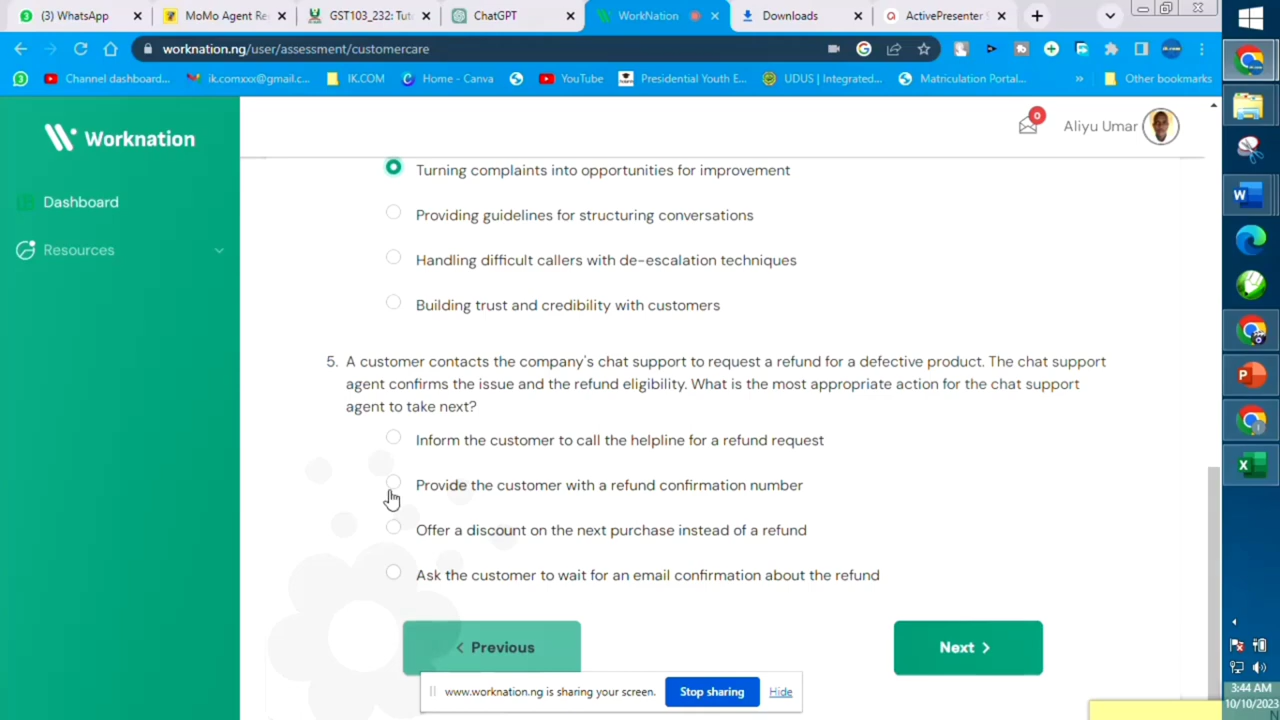 (3) WhatsApp
MoMo Agent Re
GST103_232: Tuto
ChatGPT
WorkNation
Downloads
ActivePresenter
worknation.ng/user/assessment/customercare
Channel dashboard...
ik.comxxx@gmail.c...
IK.COM
Home - Canva
YouTube
Presidential Youth E...
UDUS | Integrated...
Matriculation Portal...
»
Other bookmarks
Worknation
0
Aliyu Umar
Dashboard
Resources
Turning complaints into opportunities for improvement
Providing guidelines for structuring conversations
Handling difficult callers with de-escalation techniques
Building trust and credibility with customers
5. A customer contacts the company's chat support to request a refund for a defective product. The chat support
agent confirms the issue and the refund eligibility. What is the most appropriate action for the chat support
agent to take next?
Inform the customer to call the helpline for a refund request
Provide the customer with a refund confirmation number
Offer a discount on the next purchase instead of a refund
Ask the customer to wait for an email confirmation about the refund
< Previous
Next >
www.worknation.ng is sharing your screen.
Stop sharing
Hide
3:44 AM
10/10/2023